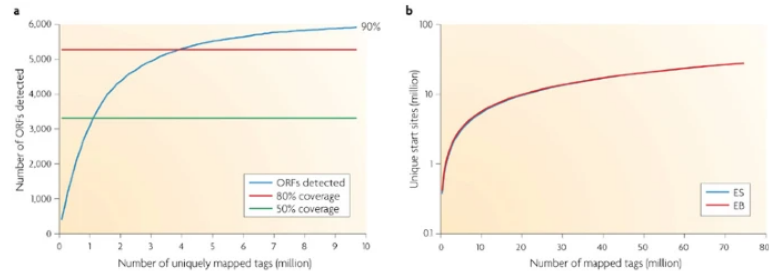 a
6,000
5,000
4,000
3,000
2,000
1,000
0
Number of ORFs detected
90%
ORFs detected
80% coverage
50% coverage
0 1 2 3 4 5 6 7 8 9 10
Number of uniquely mapped tags (million)
b
100
10
1
0.1
Unique start sites (million)
ES
EB
0 10 20 30 40 50 60 70 80
Number of mapped tags (million)